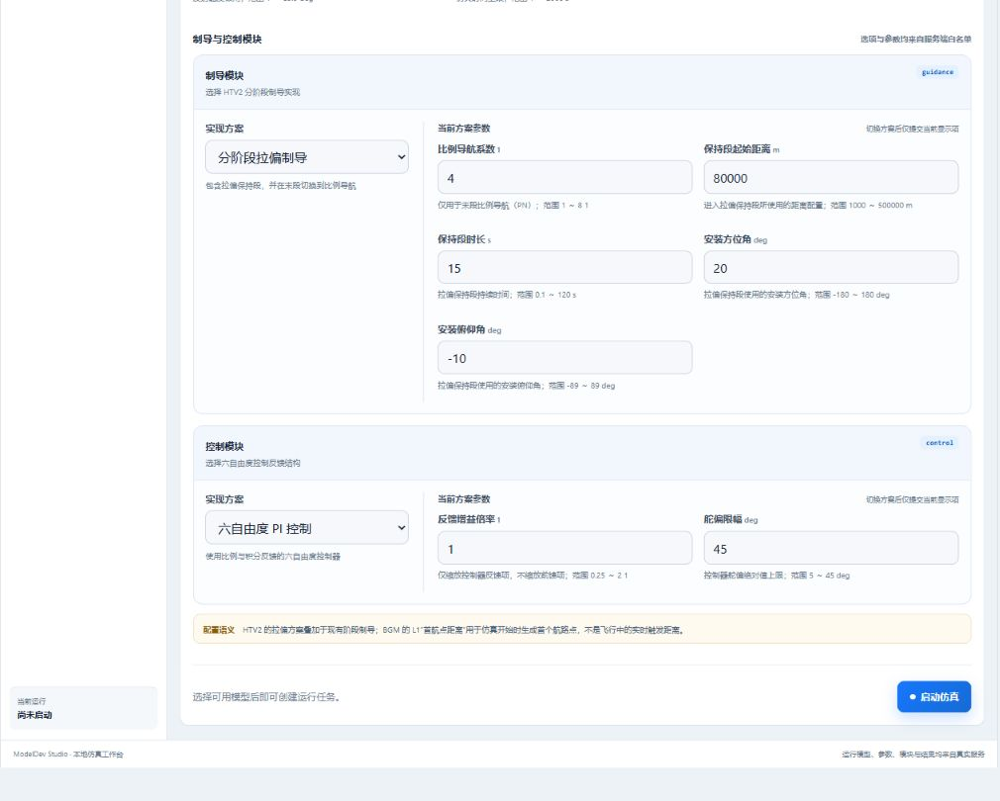 制导与控制模块
选项与参数均来自服务端白名单
制导模块
guidance
选择 HTV2 分阶段制导实现
实现方案
分阶段拉偏制导
包含拉偏保持段，并在末段切换到比例导航
当前方案参数
切换方案后仅提交当前显示项
比例导航系数 1
4
仅用于末段比例导航（PN）；范围 1 ~ 8 1
保持段起始距离 m
80000
进入拉偏保持段所使用的距离配置；范围 1000 ~ 500000 m
保持段时长 s
15
拉偏保持段持续时间；范围 0.1 ~ 120 s
安装方位角 deg
20
拉偏保持段使用的安装方位角；范围 -180 ~ 180 deg
安装俯仰角 deg
-10
拉偏保持段使用的安装俯仰角；范围 -89 ~ 89 deg
控制模块
control
选择六自由度控制反馈结构
实现方案
六自由度 PI 控制
使用比例与积分反馈的六自由度控制器
当前方案参数
切换方案后仅提交当前显示项
反馈增益倍率 1
1
仅缩放控制器反馈项，不缩放前馈项；范围 0.25 ~ 2 1
舵偏限幅 deg
45
控制器舵偏绝对值上限；范围 5 ~ 45 deg
配置语义 HTV2 的拉偏方案叠加于现有阶段制导；BGM 的 L1“首航点距离”用于仿真开始时生成首个航路点，不是飞行中的实时触发距离。
选择可用模型后即可创建运行任务。
启动仿真
当前运行
尚未启动
ModelDev Studio · 本地仿真工作台
运行模型、参数、模块与结果均来自真实服务